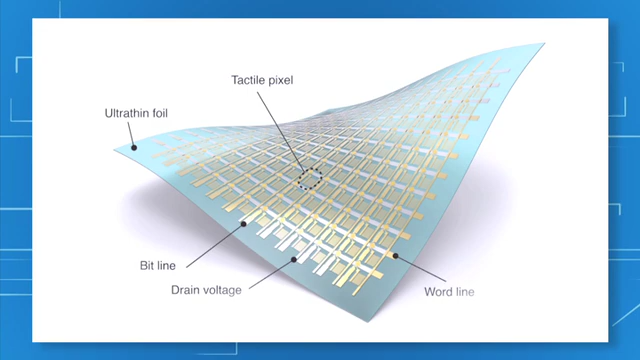 Tactile pixel
Ultrathin foil
Bit line
Drain voltage
Word line